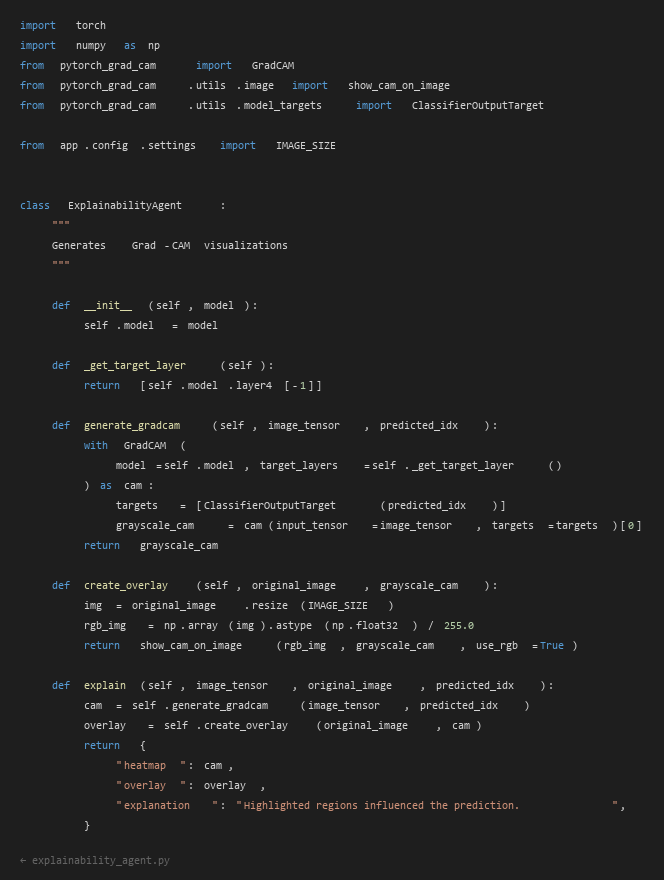 import torch
import numpy as np
from pytorch_grad_cam import GradCAM
from pytorch_grad_cam.utils.image import show_cam_on_image
from pytorch_grad_cam.utils.model_targets import ClassifierOutputTarget
from app.config.settings import IMAGE_SIZE
class ExplainabilityAgent:
"""
Generates Grad-CAM visualizations
"""
def __init__(self, model):
self.model = model
def _get_target_layer(self):
return [self.model.layer4[-1]]
def generate_gradcam(self, image_tensor, predicted_idx):
with GradCAM(
model=self.model, target_layers=self._get_target_layer()
) as cam:
targets = [ClassifierOutputTarget(predicted_idx)]
grayscale_cam = cam(input_tensor=image_tensor, targets=targets)[0]
return grayscale_cam
def create_overlay(self, original_image, grayscale_cam):
img = original_image.resize(IMAGE_SIZE)
rgb_img = np.array(img).astype(np.float32) / 255.0
return show_cam_on_image(rgb_img, grayscale_cam, use_rgb=True)
def explain(self, image_tensor, original_image, predicted_idx):
cam = self.generate_gradcam(image_tensor, predicted_idx)
overlay = self.create_overlay(original_image, cam)
return {
"heatmap": cam,
"overlay": overlay,
"explanation": "Highlighted regions influenced the prediction.",
}
← explainability_agent.py